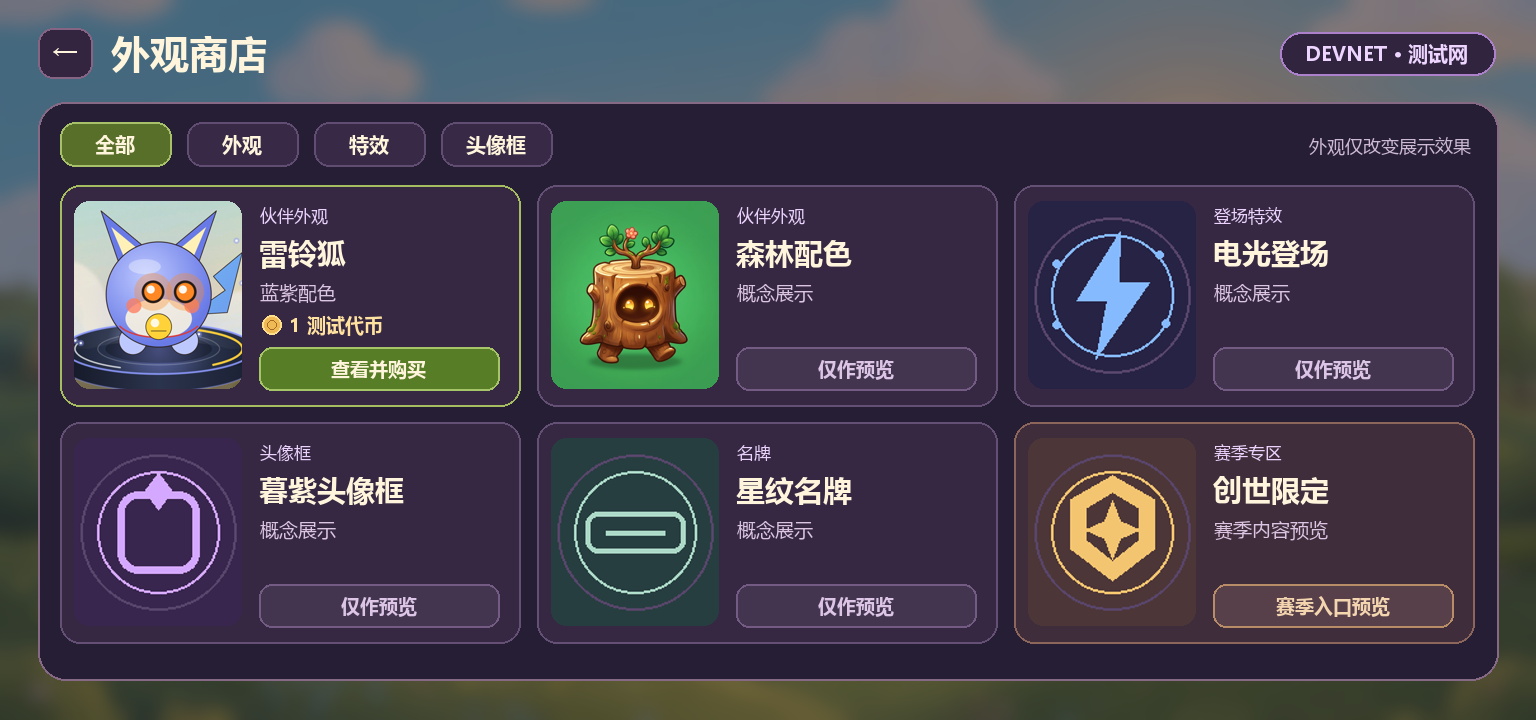 ←
外观商店
DEVNET • 测试网
全部
外观
特效
头像框
外观仅改变展示效果
伙伴外观
雷铃狐
蓝紫配色
1 测试代币
查看并购买
伙伴外观
森林配色
概念展示
仅作预览
登场特效
电光登场
概念展示
仅作预览
头像框
暮紫头像框
概念展示
仅作预览
名牌
星纹名牌
概念展示
仅作预览
赛季专区
创世限定
赛季内容预览
赛季入口预览